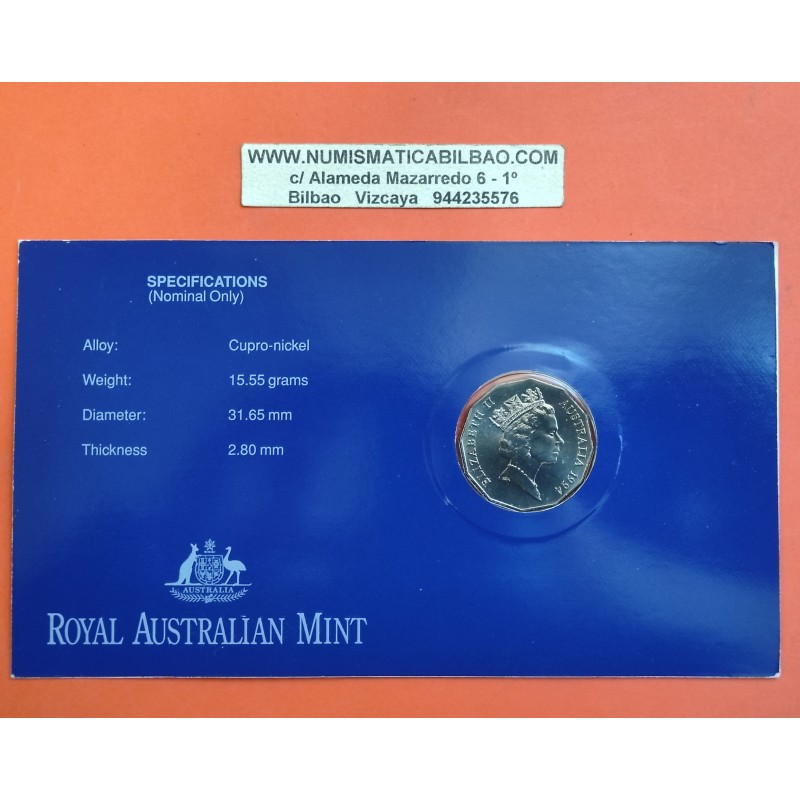 WWW.NUMISMATICABILBAO.COM
c/ Alameda Mazarredo 6 - 1º
Bilbao Vizcaya 944235576
SPECIFICATIONS
(Nominal Only)
Alloy: Cupro-nickel
Weight: 15.55 grams
Diameter: 31.65 mm
Thickness 2.80 mm
ELIZABETH II AUSTRALIA 1994
AUSTRALIA
ROYAL AUSTRALIAN MINT